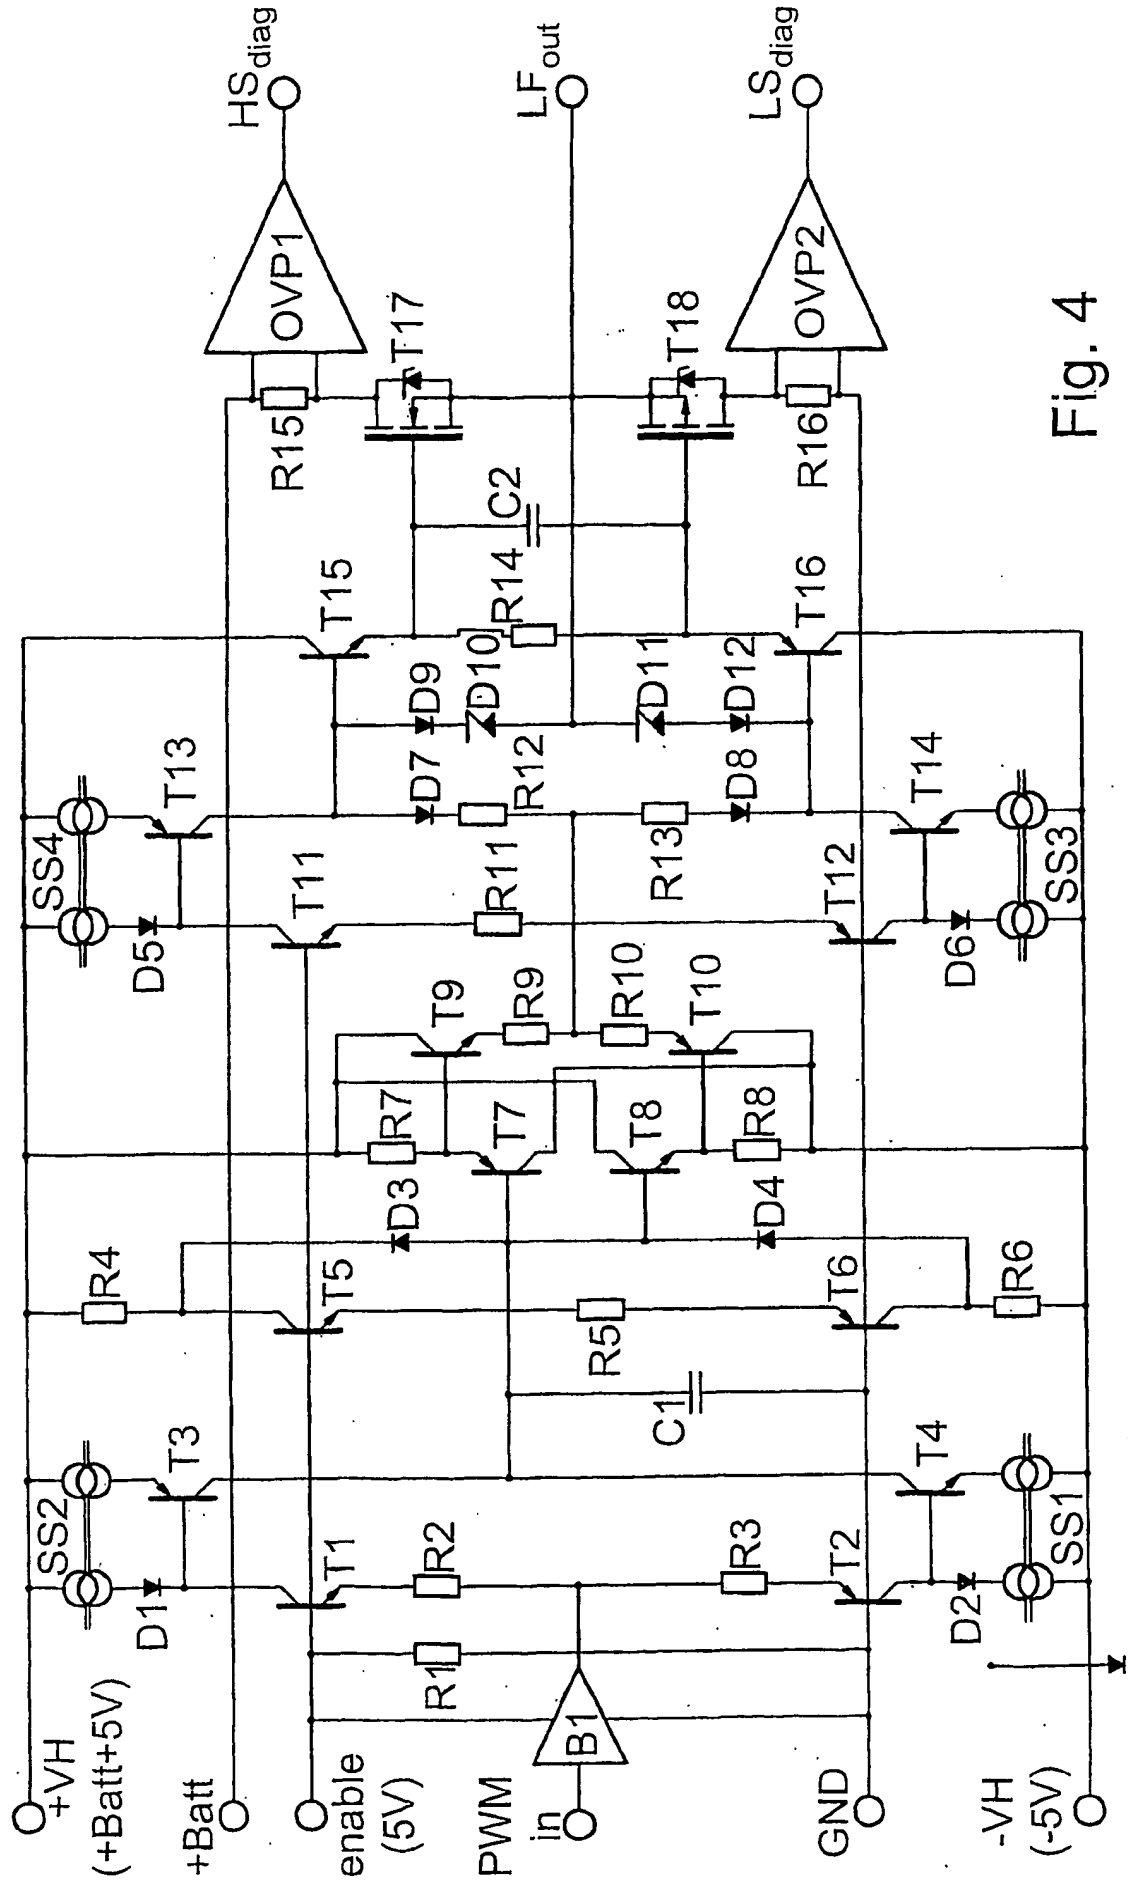 +VH
(+Batt+5V)
+Batt
enable
(5V)
PWM
in
GND
-VH
(-5V)
B1
R1
D1
SS2
T3
T1
R2
R3
T2
D2
SS1
T4
C1
R4
T5
R5
T6
R6
D3
D4
R7
T7
T8
R8
T9
R9
R10
T10
D5
SS4
T13
T11
R11
T12
D6
SS3
T14
D7
R12
R13
D8
D9
D10
D11
D12
T15
R14
T16
C2
R15
T17
T18
R16
OVP1
OVP2
HSdiag
LFout
LSdiag
Fig. 4